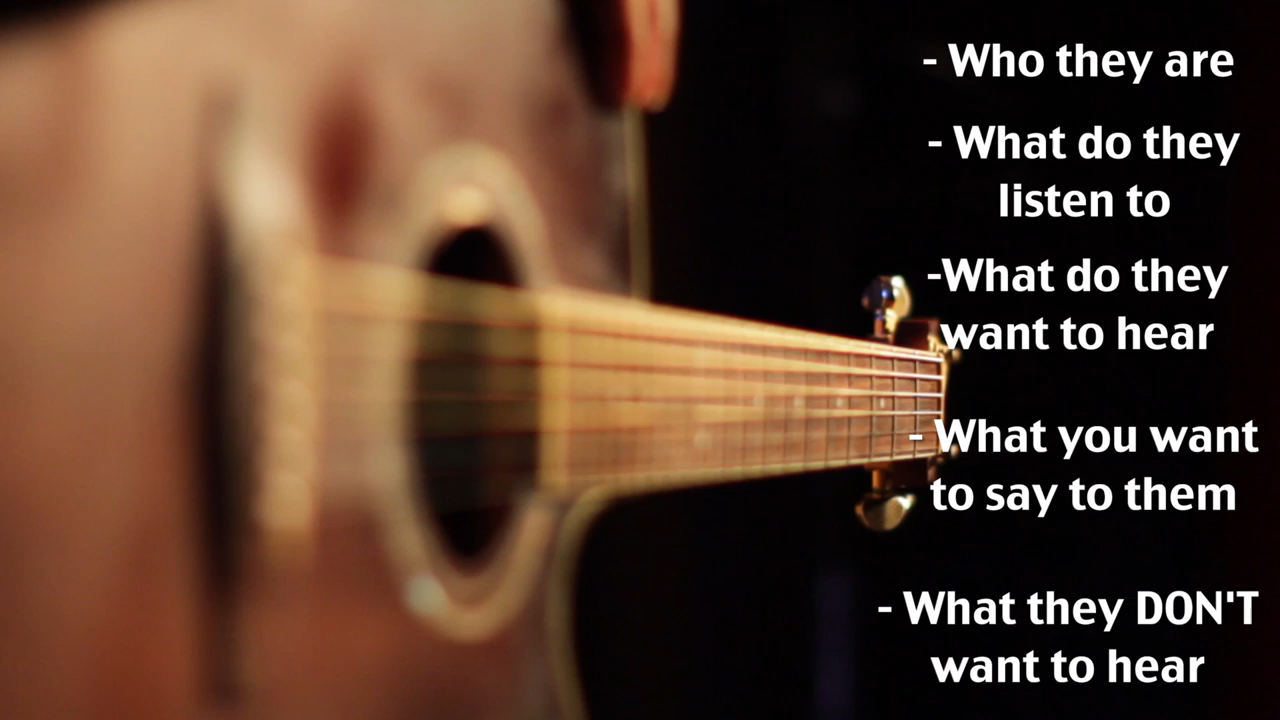 - Who they are
- What do they
listen to
-What do they
want to hear
- What you want
to say to them
- What they DON'T
want to hear